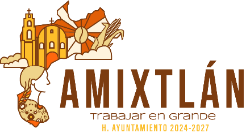 AMIXTLÁN
Trabajar en grande
H. AYUNTAMIENTO 2024-2027